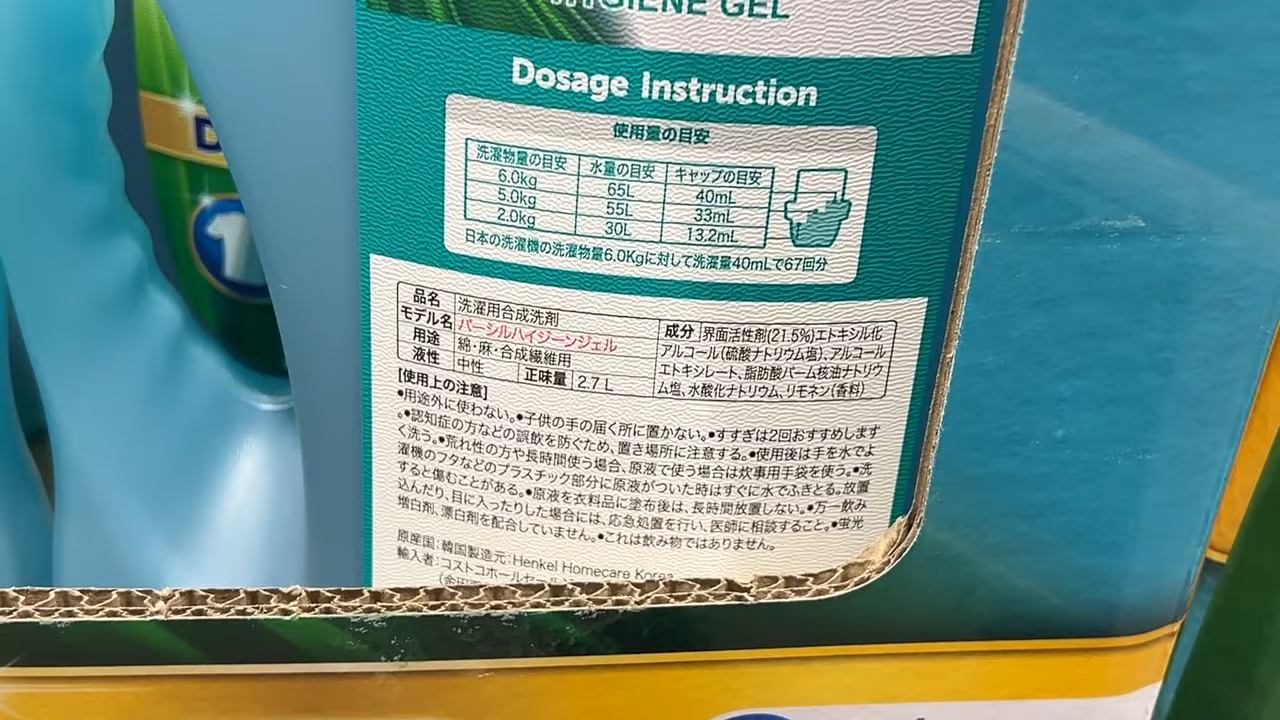 HYGIENE GEL
Dosage Instruction
使用量の目安
洗濯物量の目安 水量の目安 キャップの目安
6.0kg 65L 40mL
5.0kg 55L 33mL
2.0kg 30L 13.2mL
日本の洗濯機の洗濯物量6.0Kgに対して洗濯量40mLで67回分
品名 洗濯用合成洗剤
モデル名 パーシルハイジーンジェル
用途 綿・麻・合成繊維用
液性 中性 正味量 2.7 L
成分 界面活性剤(21.5%)エトキシル化
アルコール(硫酸ナトリウム塩)、アルコール
エトキシレート、脂肪酸パーム核油ナトリウ
ム塩、水酸化ナトリウム、リモネン(香料)
【使用上の注意】
●用途外に使わない。●子供の手の届く所に置かない。●すすぎは2回おすすめします
。●認知症の方などの誤飲を防ぐため、置き場所に注意する。●使用後は手を水でよ
く洗う。●荒れ性の方や長時間使う場合、原液で使う場合は炊事用手袋を使う。●洗
濯機のフタなどのプラスチック部分に原液がついた時はすぐに水でふきとる。放置
すると傷むことがある。●原液を衣料品に塗布後は、長時間放置しない。●万一飲み
込んだり、目に入ったりした場合には、応急処置を行い、医師に相談すること。●蛍光
増白剤、漂白剤を配合していません。●これは飲み物ではありません。
原産国:韓国製造元:Henkel Homecare Korea
輸入者:コストコホールセール
D
1